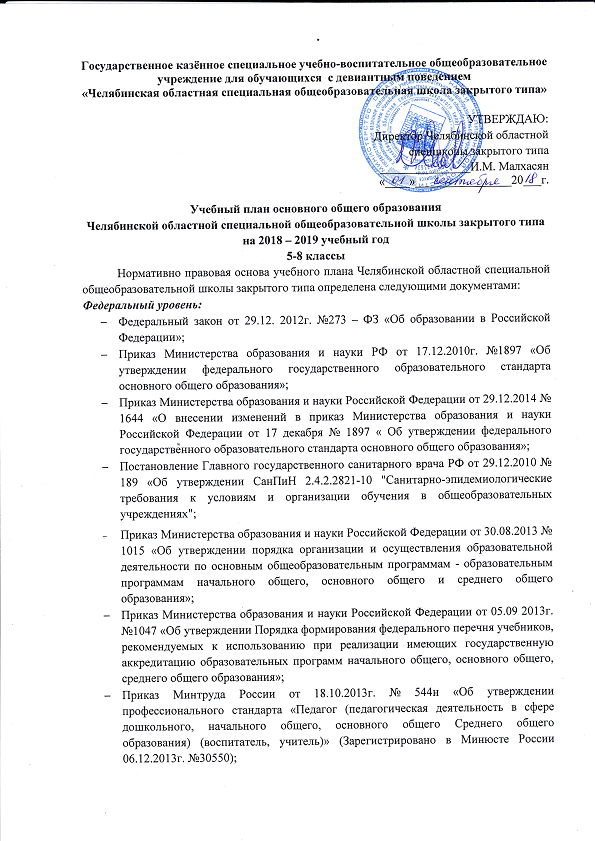 Государственное казённое специальное учебно-воспитательное общеобразовательное
учреждение для обучающихся с девиантным поведением
«Челябинская областная специальная общеобразовательная школа закрытого типа»
УТВЕРЖДАЮ:
Директор Челябинской областной
спецшколы закрытого типа
И.М. Малхасян
« 01 » сентября 2018 г.
Учебный план основного общего образования
Челябинской областной специальной общеобразовательной школы закрытого типа
на 2018 – 2019 учебный год
5-8 классы
Нормативно правовая основа учебного плана Челябинской областной специальной
общеобразовательной школы закрытого типа определена следующими документами:
Федеральный уровень:
– Федеральный закон от 29.12. 2012г. №273 – ФЗ «Об образовании в Российской
Федерации»;
– Приказ Министерства образования и науки РФ от 17.12.2010г. №1897 «Об
утверждении федерального государственного образовательного стандарта
основного общего образования»;
– Приказ Министерства образования и науки Российской Федерации от 29.12.2014 №
1644 «О внесении изменений в приказ Министерства образования и науки
Российской Федерации от 17 декабря № 1897 « Об утверждении федерального
государственного образовательного стандарта основного общего образования»;
– Постановление Главного государственного санитарного врача РФ от 29.12.2010 №
189 «Об утверждении СанПиН 2.4.2.2821-10 "Санитарно-эпидемиологические
требования к условиям и организации обучения в общеобразовательных
учреждениях";
- Приказ Министерства образования и науки Российской Федерации от 30.08.2013 №
1015 «Об утверждении порядка организации и осуществления образовательной
деятельности по основным общеобразовательным программам - образовательным
программам начального общего, основного общего и среднего общего
образования»;
– Приказ Министерства образования и науки Российской Федерации от 05.09 2013г.
№1047 «Об утверждении Порядка формирования федерального перечня учебников,
рекомендуемых к использованию при реализации имеющих государственную
аккредитацию образовательных программ начального общего, основного общего,
среднего общего образования»;
– Приказ Минтруда России от 18.10.2013г. № 544н «Об утверждении
профессионального стандарта «Педагог (педагогическая деятельность в сфере
дошкольного, начального общего, основного общего Среднего общего
образования) (воспитатель, учитель)» (Зарегистрировано в Минюсте России
06.12.2013г. №30550);